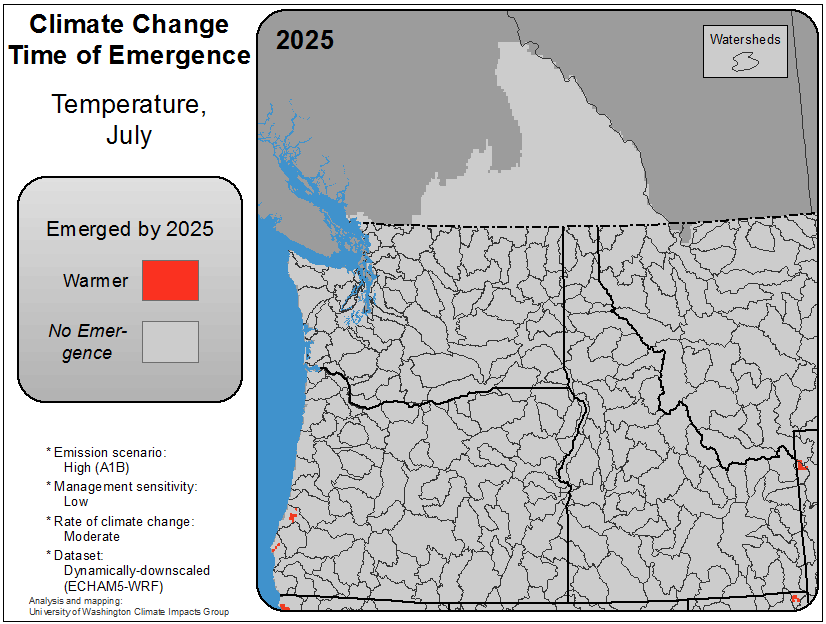 Climate Change
Time of Emergence
Temperature,
July
Emerged by 2025
Warmer
No Emer-
gence
* Emission scenario:
High (A1B)
* Management sensitivity:
Low
* Rate of climate change:
Moderate
* Dataset:
Dynamically-downscaled
(ECHAM5-WRF)
Analysis and mapping:
University of Washington Climate Impacts Group
2025
Watersheds